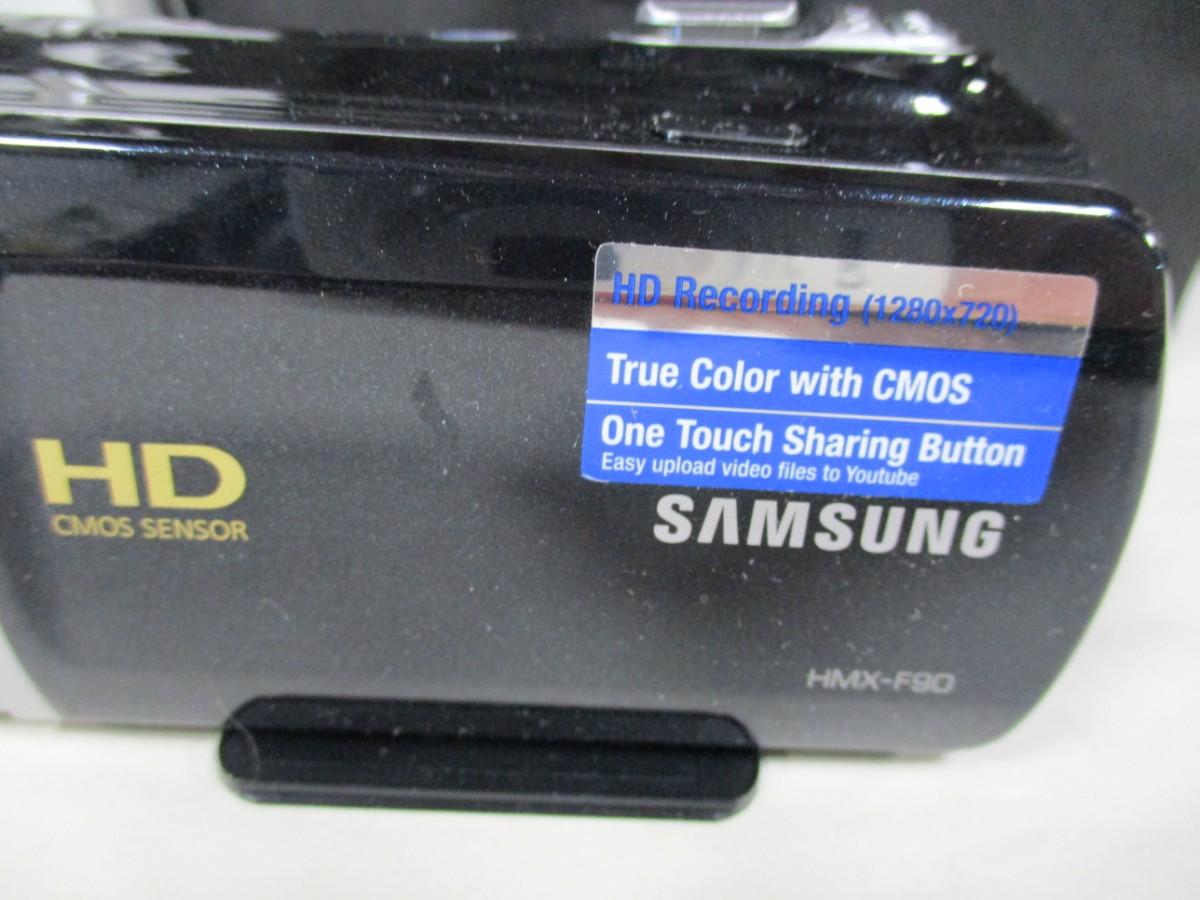 HD Recording (1280x720)
True Color with CMOS
One Touch Sharing Button
Easy upload video files to Youtube
HD
CMOS SENSOR
SAMSUNG
HMX-F90